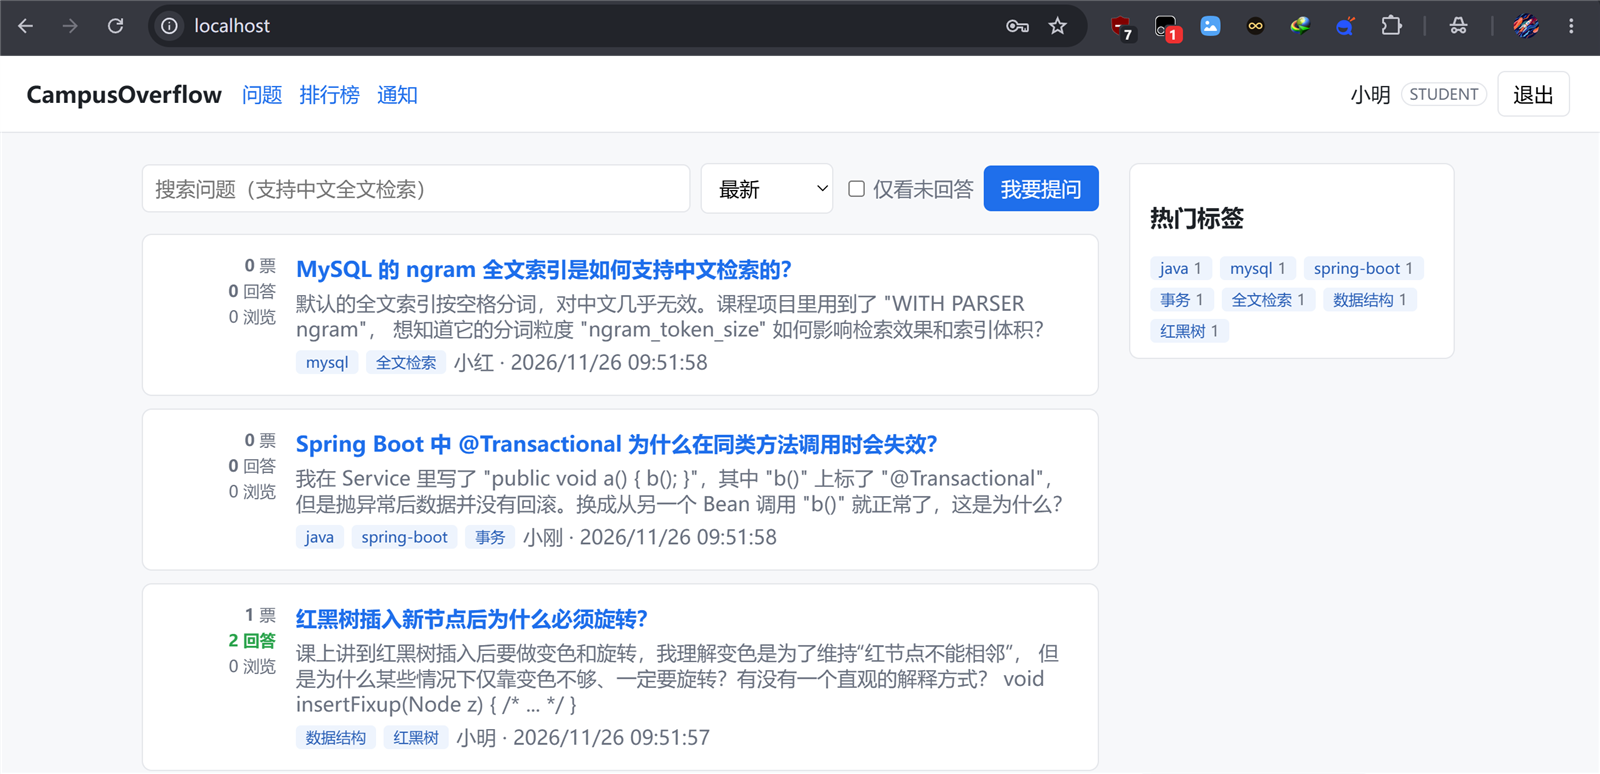 localhost
7
1
CampusOverflow 问题 排行榜 通知 小明 STUDENT 退出
搜索问题（支持中文全文检索） 最新 仅看未回答 我要提问
0 票
0 回答
0 浏览
MySQL 的 ngram 全文索引是如何支持中文检索的?
默认的全文索引按空格分词，对中文几乎无效。课程项目里用到了 "WITH PARSER
ngram"， 想知道它的分词粒度 "ngram_token_size" 如何影响检索效果和索引体积?
mysql 全文检索 小红 · 2026/11/26 09:51:58
0 票
0 回答
0 浏览
Spring Boot 中 @Transactional 为什么在同类方法调用时会失效?
我在 Service 里写了 "public void a() { b(); }"，其中 "b()" 上标了 "@Transactional"，
但是抛异常后数据并没有回滚。换成从另一个 Bean 调用 "b()" 就正常了，这是为什么?
java spring-boot 事务 小刚 · 2026/11/26 09:51:58
1 票
2 回答
0 浏览
红黑树插入新节点后为什么必须旋转?
课上讲到红黑树插入后要做变色和旋转，我理解变色是为了维持“红节点不能相邻”， 但
是为什么某些情况下仅靠变色不够、一定要旋转？有没有一个直观的解释方式？ void
insertFixup(Node z) { /* ... */ }
数据结构 红黑树 小明 · 2026/11/26 09:51:57
热门标签
java 1 mysql 1 spring-boot 1
事务 1 全文检索 1 数据结构 1
红黑树 1